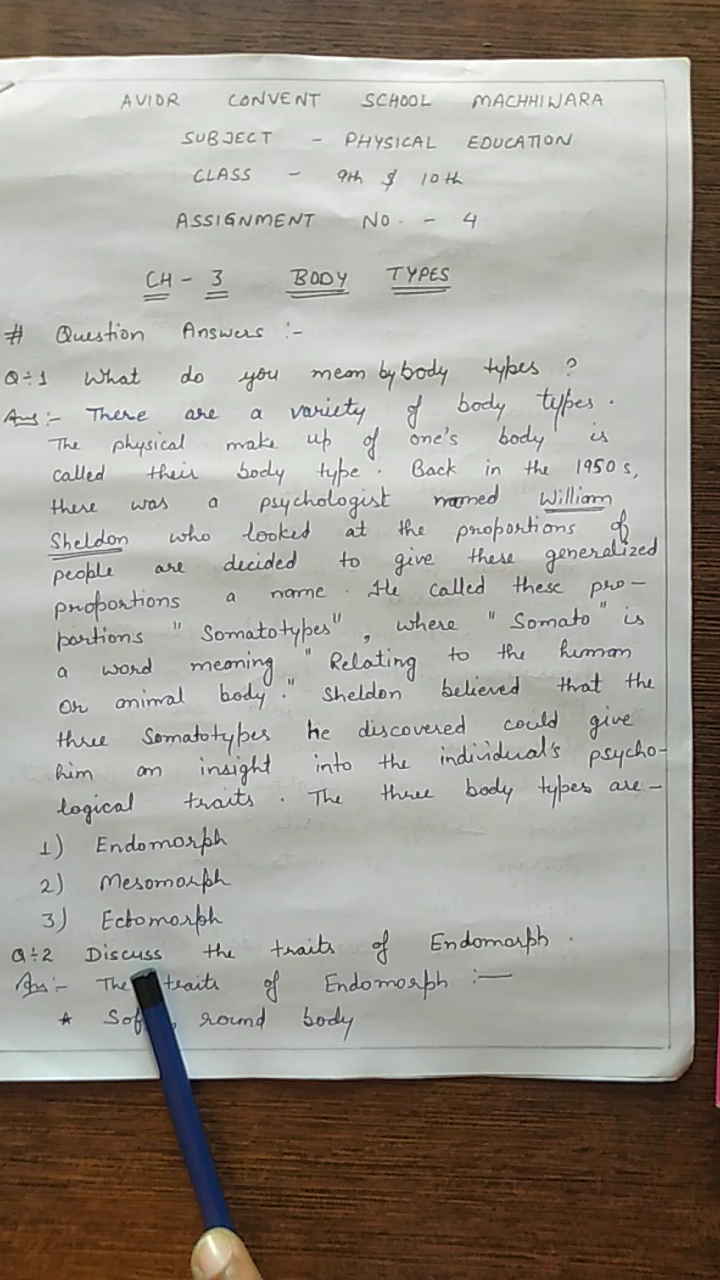 AVIOR CONVENT SCHOOL MACHHIWARA
SUBJECT - PHYSICAL EDUCATION
CLASS - 9th & 10th
ASSIGNMENT NO. - 4
CH - 3 BODY TYPES
# Question Answers :-
Q÷1 What do you mean by body types ?
Ans :- There are a variety of body types .
The physical make up of one's body is
called their body type . Back in the 1950s,
there was a psychologist named William
Sheldon who looked at the proportions of
people are decided to give these generalized
proportions a name . He called these pro-
portions "Somatotypes", where "Somato" is
a word meaning "Relating to the human
or animal body." Sheldon believed that the
three Somatotypes he discovered could give
him an insight into the individual's psycho-
logical traits . The three body types are -
1) Endomorph
2) Mesomorph
3) Ectomorph
Q÷2 Discuss the traits of Endomorph .
Ans :- The traits of Endomorph :-
* round body